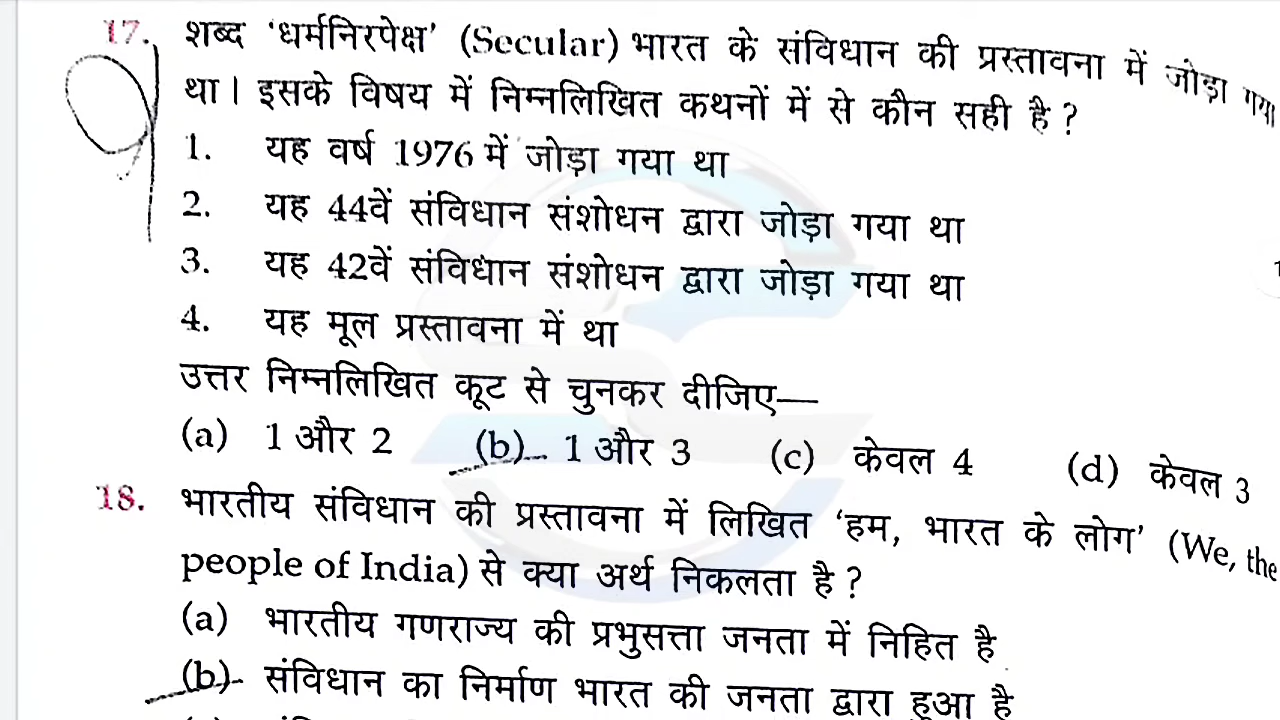 17. शब्द 'धर्मनिरपेक्ष' (Secular) भारत के संविधान की प्रस्तावना में जोड़ा गया
था। इसके विषय में निम्नलिखित कथनों में से कौन सही है ?
1. यह वर्ष 1976 में जोड़ा गया था
2. यह 44वें संविधान संशोधन द्वारा जोड़ा गया था
3. यह 42वें संविधान संशोधन द्वारा जोड़ा गया था
4. यह मूल प्रस्तावना में था
उत्तर निम्नलिखित कूट से चुनकर दीजिए—
(a) 1 और 2 (b) 1 और 3 (c) केवल 4 (d) केवल 3
18. भारतीय संविधान की प्रस्तावना में लिखित 'हम, भारत के लोग' (We, the
people of India) से क्या अर्थ निकलता है ?
(a) भारतीय गणराज्य की प्रभुसत्ता जनता में निहित है
(b) संविधान का निर्माण भारत की जनता द्वारा हुआ है